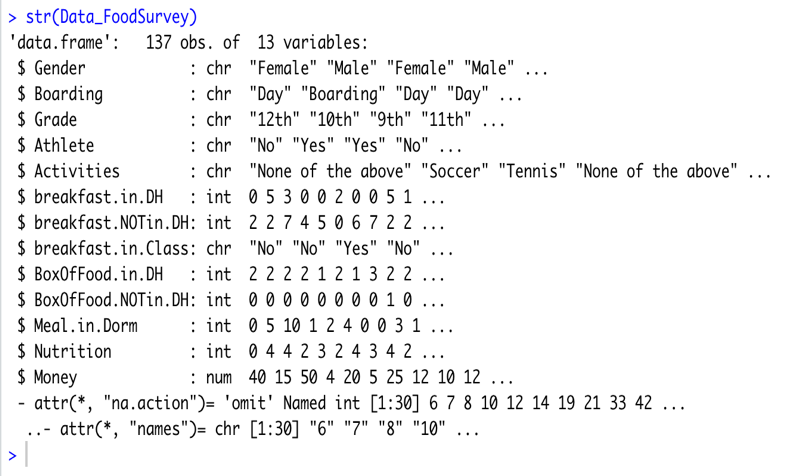 > str(Data_FoodSurvey)
'data.frame':   137 obs. of  13 variables:
 $ Gender             : chr  "Female" "Male" "Female" "Male" ...
 $ Boarding           : chr  "Day" "Boarding" "Day" "Day" ...
 $ Grade              : chr  "12th" "10th" "9th" "11th" ...
 $ Athlete            : chr  "No" "Yes" "Yes" "No" ...
 $ Activities         : chr  "None of the above" "Soccer" "Tennis" "None of the above" ...
 $ breakfast.in.DH    : int  0 5 3 0 0 2 0 0 5 1 ...
 $ breakfast.NOTin.DH: int  2 2 7 4 5 0 6 7 2 2 ...
 $ breakfast.in.Class: chr  "No" "No" "Yes" "No" ...
 $ BoxOfFood.in.DH    : int  2 2 2 2 1 2 1 3 2 2 ...
 $ BoxOfFood.NOTin.DH: int  0 0 0 0 0 0 0 0 1 0 ...
 $ Meal.in.Dorm       : int  0 5 10 1 2 4 0 0 3 1 ...
 $ Nutrition          : int  0 4 4 2 3 2 4 3 4 2 ...
 $ Money              : num  40 15 50 4 20 5 25 12 10 12 ...
 - attr(*, "na.action")= 'omit' Named int [1:30] 6 7 8 10 12 14 19 21 33 42 ...
  ..- attr(*, "names")= chr [1:30] "6" "7" "8" "10" ...
>